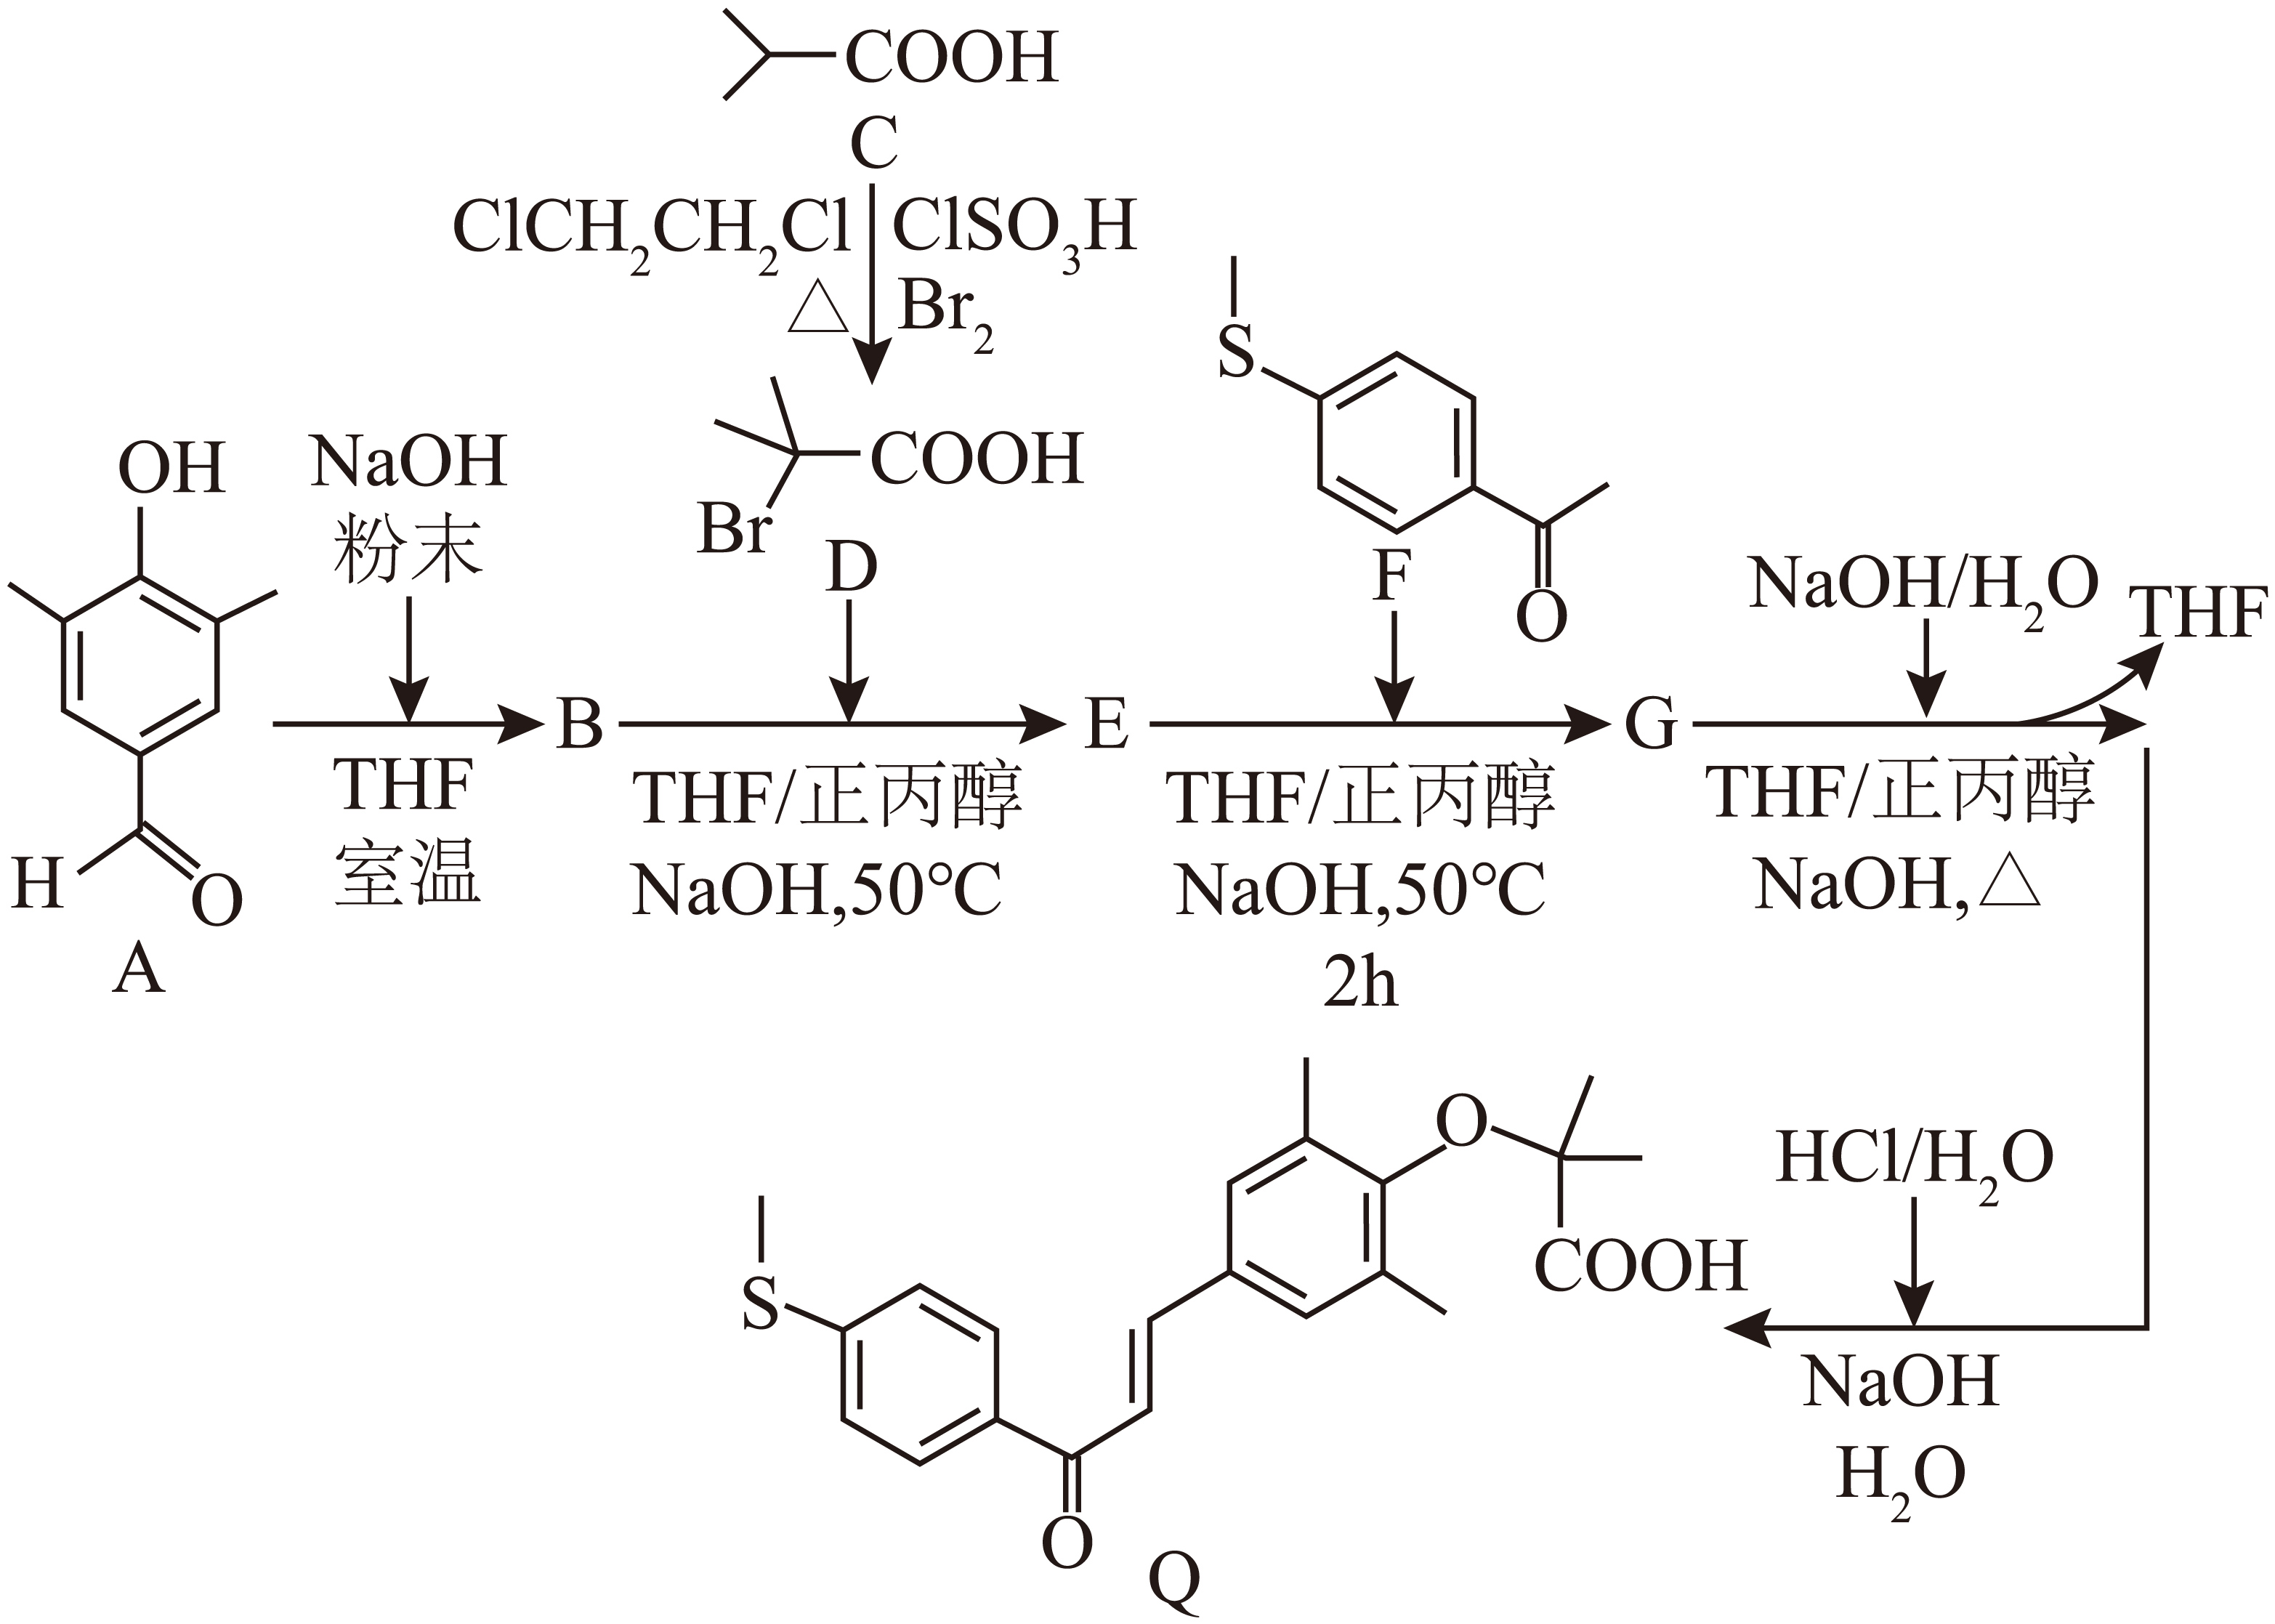 COOH
C
ClCH2CH2Cl ClSO3H
△ Br2
S
OH
NaOH
粉末
COOH
Br
D
F
O
NaOH/H2O
THF
B
E
G
THF
室温
THF/正丙醇
NaOH,50℃
THF/正丙醇
NaOH,50℃
2h
THF/正丙醇
NaOH,△
H
O
A
O
COOH
HCl/H2O
S
NaOH
H2O
O
Q